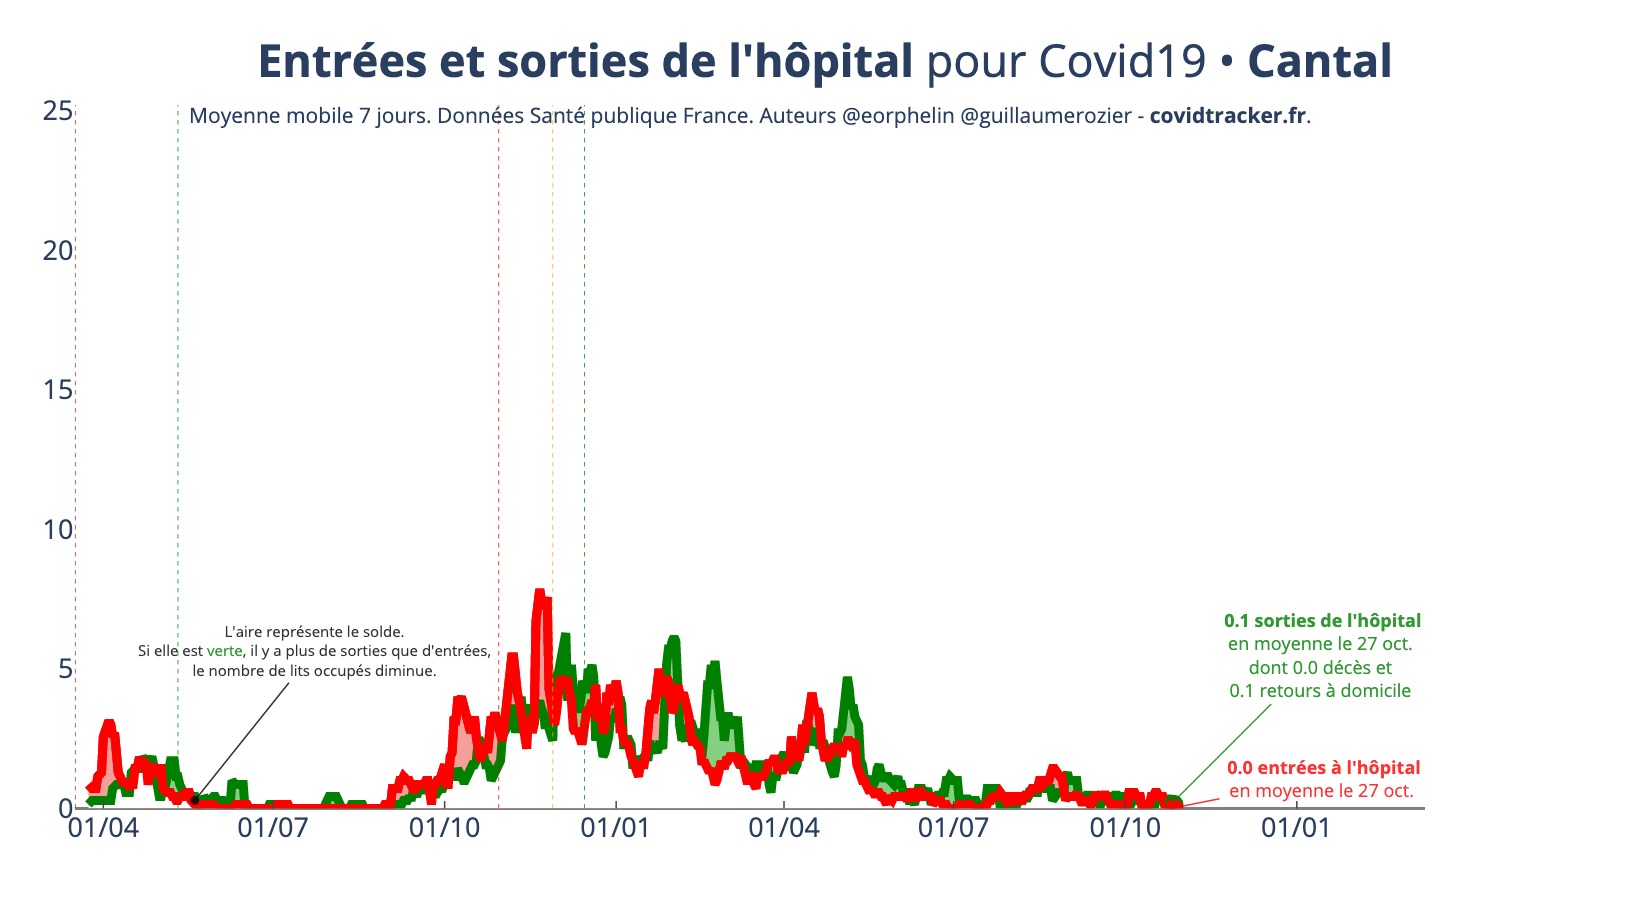 Entrées et sorties de l'hôpital pour Covid19 • Cantal
Moyenne mobile 7 jours. Données Santé publique France. Auteurs @eorphelin @guillaumerozier - covidtracker.fr.
25
20
15
10
5
0
L'aire représente le solde.
Si elle est verte, il y a plus de sorties que d'entrées,
le nombre de lits occupés diminue.
0.1 sorties de l'hôpital
en moyenne le 27 oct.
dont 0.0 décès et
0.1 retours à domicile
0.0 entrées à l'hôpital
en moyenne le 27 oct.
01/04 01/07 01/10 01/01 01/04 01/07 01/10 01/01